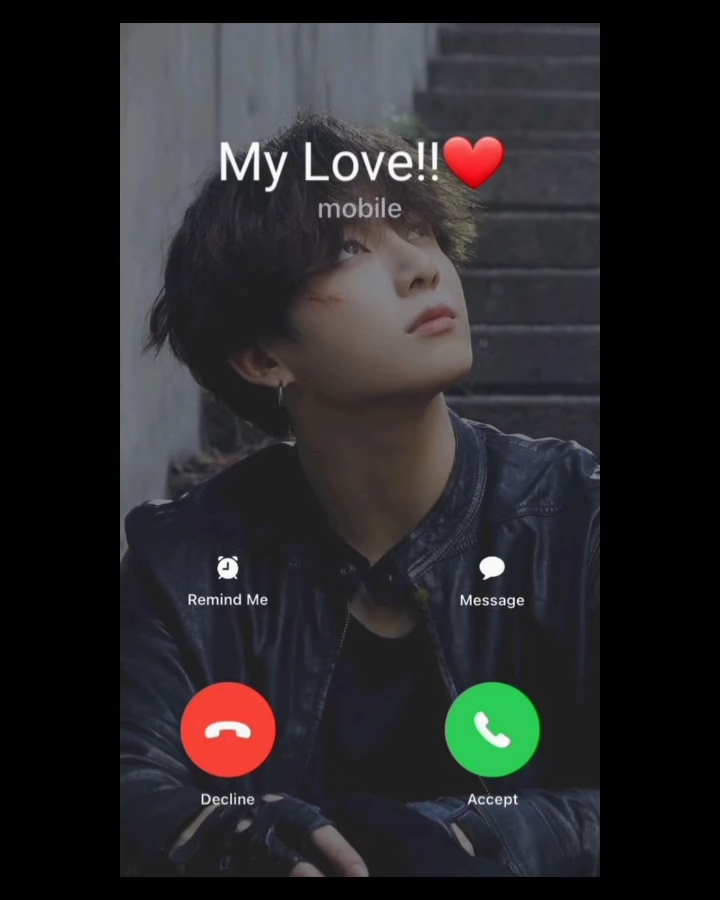 My Love!!❤️
mobile
Remind Me
Message
Decline
Accept